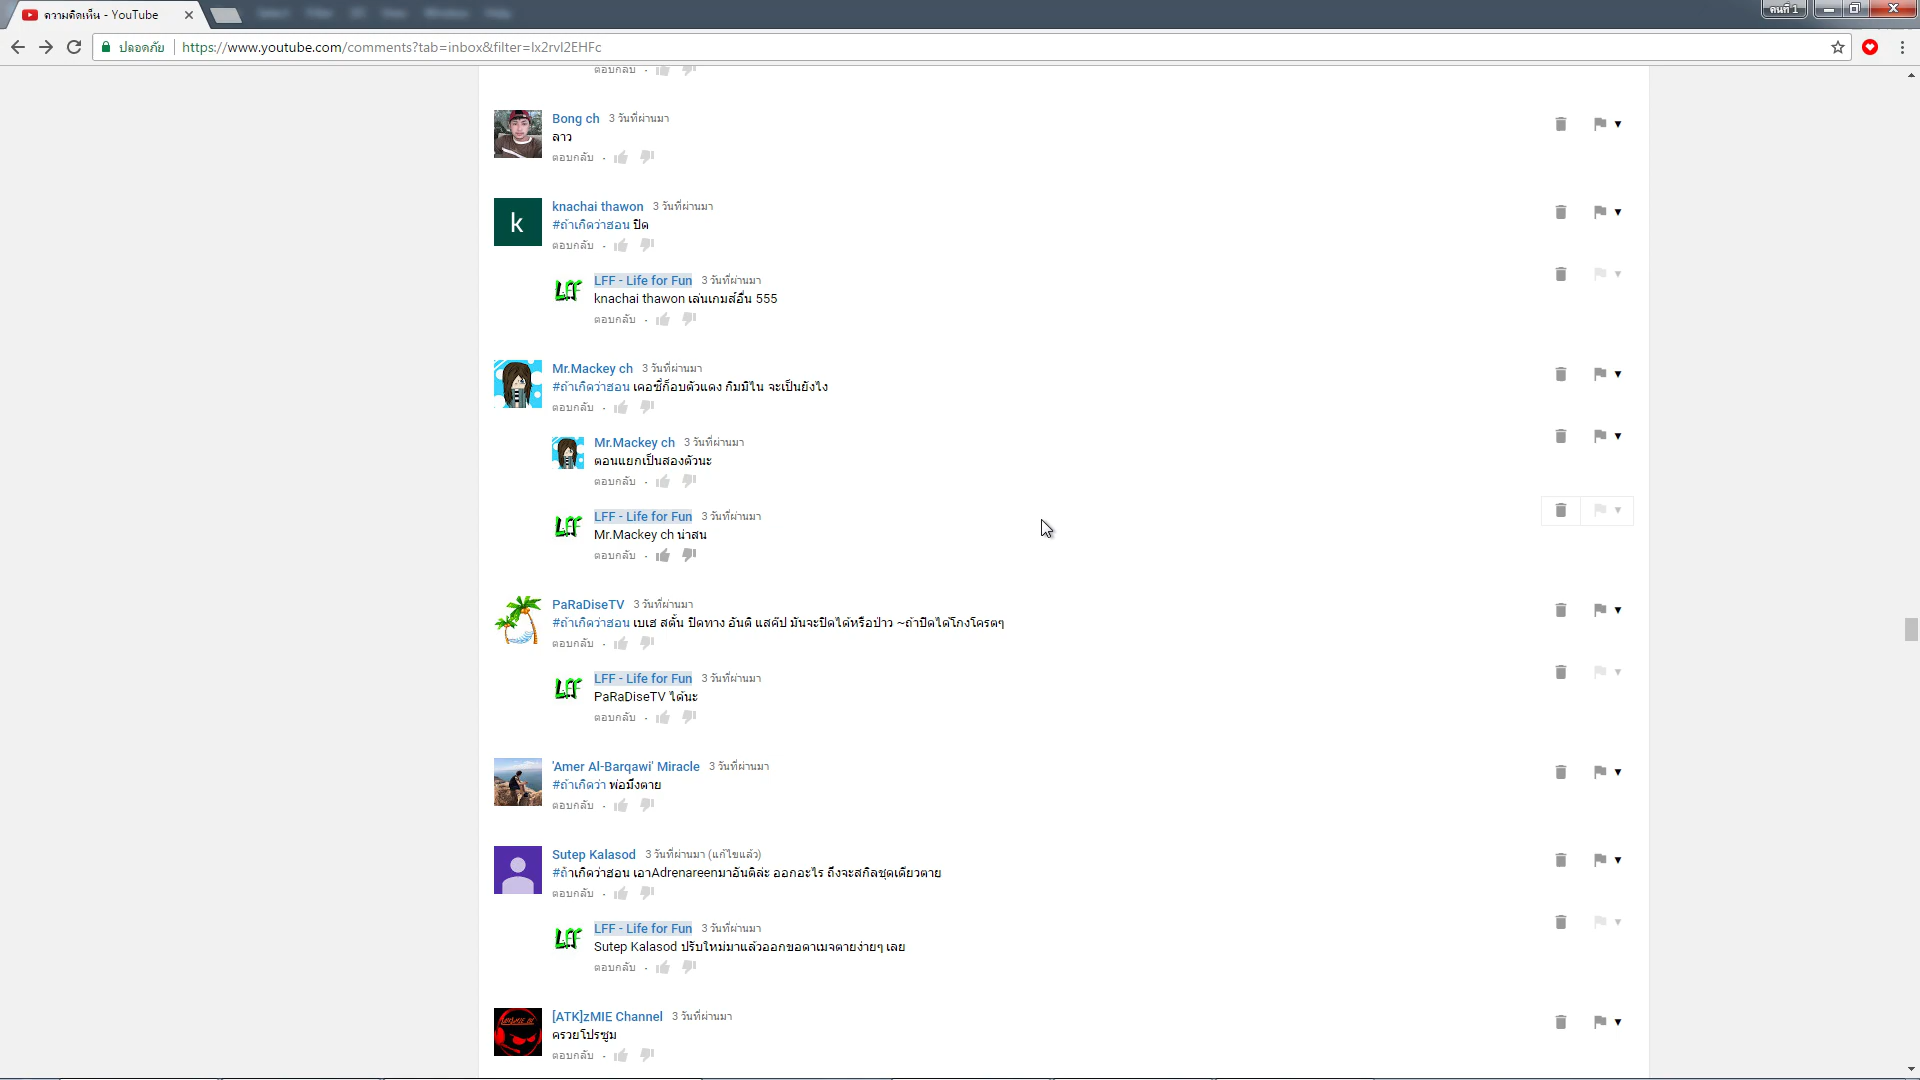 ความคิดเห็น - YouTube
คนที่ 1
ปลอดภัย https://www.youtube.com/comments?tab=inbox&filter=lx2rvI2EHFc
ตอบกลับ ·
Bong ch 3 วันที่ผ่านมา
ลาว
ตอบกลับ ·
k
knachai thawon 3 วันที่ผ่านมา
#ถ้าเกิดว่าฮอน ปิด
ตอบกลับ ·
LFF
LFF - Life for Fun 3 วันที่ผ่านมา
knachai thawon เล่นเกมส์อื่น 555
ตอบกลับ ·
Mr.Mackey ch 3 วันที่ผ่านมา
#ถ้าเกิดว่าฮอน เคอซี่ก็อบตัวแดง กิมมิไน จะเป็นยังไง
ตอบกลับ ·
Mr.Mackey ch 3 วันที่ผ่านมา
ตอนแยกเป็นสองตัวนะ
ตอบกลับ ·
LFF
LFF - Life for Fun 3 วันที่ผ่านมา
Mr.Mackey ch น่าสน
ตอบกลับ ·
PaRaDiseTV 3 วันที่ผ่านมา
#ถ้าเกิดว่าฮอน เบเฮ สตั้น ปิดทาง อันติ แสคัป มันจะปิดได้หรือป่าว ~ถ้าปิดได้โกงโครตๆ
ตอบกลับ ·
LFF
LFF - Life for Fun 3 วันที่ผ่านมา
PaRaDiseTV ได้นะ
ตอบกลับ ·
'Amer Al-Barqawi' Miracle 3 วันที่ผ่านมา
#ถ้าเกิดว่า พ่อมึงตาย
ตอบกลับ ·
Sutep Kalasod 3 วันที่ผ่านมา (แก้ไขแล้ว)
#ถ้าเกิดว่าฮอน เอาAdrenareenมาอันติล่ะ ออกอะไร ถึงจะสกิลชุดเดียวตาย
ตอบกลับ ·
LFF
LFF - Life for Fun 3 วันที่ผ่านมา
Sutep Kalasod ปรับใหม่มาแล้วออกขอดาเมจตายง่ายๆ เลย
ตอบกลับ ·
[ATK]zMIE Channel 3 วันที่ผ่านมา
ครวยโปรซูม
ตอบกลับ ·